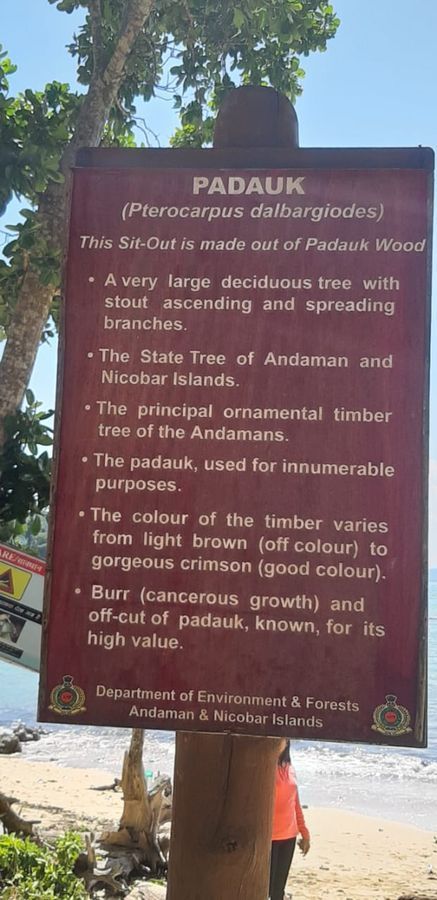 PADAUK
(Pterocarpus dalbargiodes)
This Sit-Out is made out of Padauk Wood
• A very large deciduous tree with
stout ascending and spreading
branches.
• The State Tree of Andaman and
Nicobar Islands.
• The principal ornamental timber
tree of the Andamans.
• The padauk, used for innumerable
purposes.
• The colour of the timber varies
from light brown (off colour) to
gorgeous crimson (good colour).
• Burr (cancerous growth) and
off-cut of padauk, known, for its
high value.
Department of Environment & Forests
Andaman & Nicobar Islands